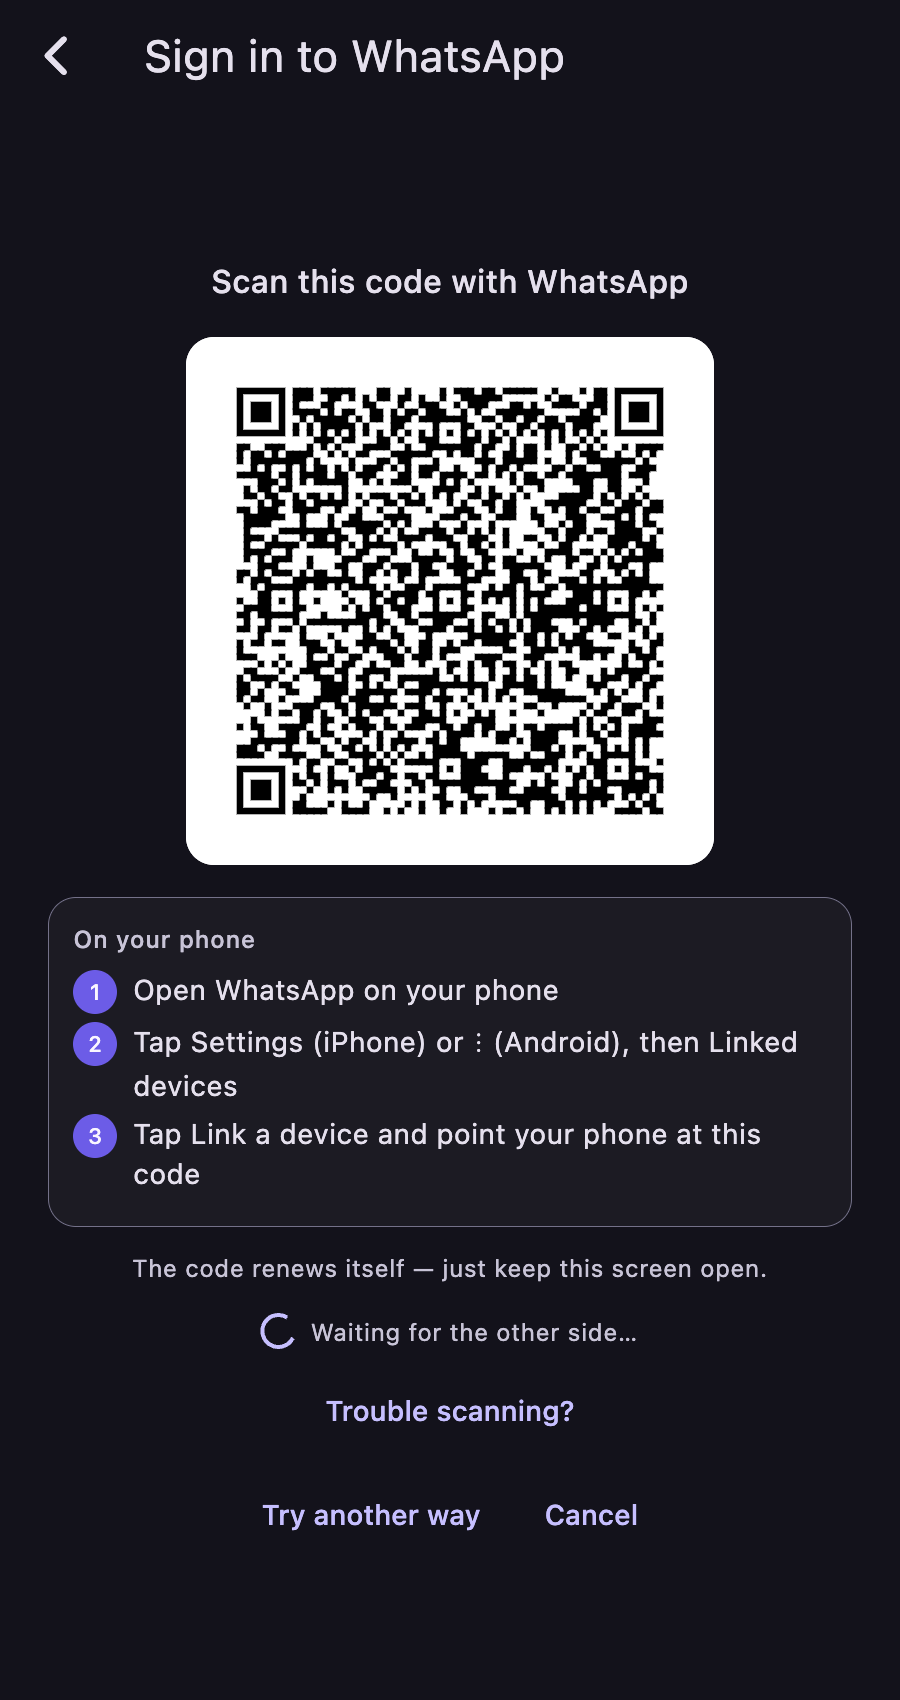 Sign in to WhatsApp
Scan this code with WhatsApp
On your phone
1 Open WhatsApp on your phone
2 Tap Settings (iPhone) or ⋮ (Android), then Linked
devices
3 Tap Link a device and point your phone at this
code
The code renews itself — just keep this screen open.
Waiting for the other side…
Trouble scanning?
Try another way Cancel